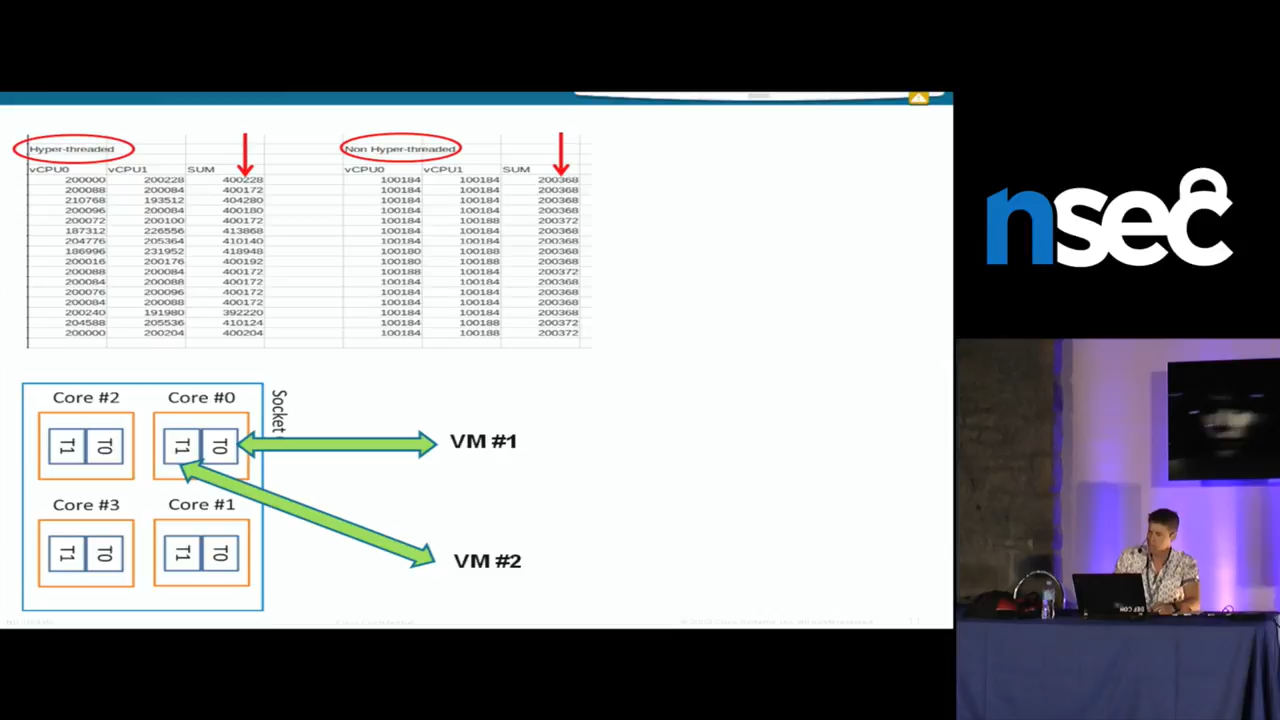 Hyper-threaded Non Hyper-threaded
vCPU0 vCPU1 SUM vCPU0 vCPU1 SUM
200000 200228 400228 100184 100184 200368
200088 200084 400172 100184 100184 200368
210768 193512 404280 100184 100184 200368
200096 200084 400180 100184 100184 200368
200072 200100 400172 100184 100188 200372
187312 226556 413868 100184 100184 200368
204776 205364 410140 100184 100184 200368
186996 231952 418948 100180 100188 200368
200016 200176 400192 100180 100188 200368
200088 200084 400172 100188 100184 200372
200084 200088 400172 100184 100184 200368
200076 200096 400172 100184 100184 200368
200084 200088 400172 100184 100184 200368
200240 191980 392220 100184 100184 200368
204588 205536 410124 100184 100188 200372
200000 200204 400204 100184 100188 200372
Core #2 Core #0
Socket
T1 T0 T1 T0
VM #1
Core #3 Core #1
T1 T0 T1 T0
VM #2
nsec
DEF CON